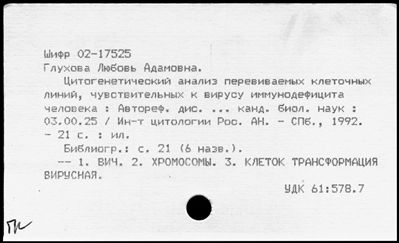 Шифр 02-17525
Глухова Любовь Адамовна.
Цитогенетический анализ перевиваемых клеточных
линий, чувствительных к вирусу иммунодефицита
человека : Автореф. дис. ... канд. биол. наук :
03.00.25 / Ин-т цитологии Рос. АН. - СПб., 1992.
- 21 с. : ил.
Библиогр.: с. 21 (6 назв.).
-- 1. ВИЧ. 2. ХРОМОСОМЫ. 3. КЛЕТОК ТРАНСФОРМАЦИЯ
ВИРУСНАЯ.
УДК 61:578.7